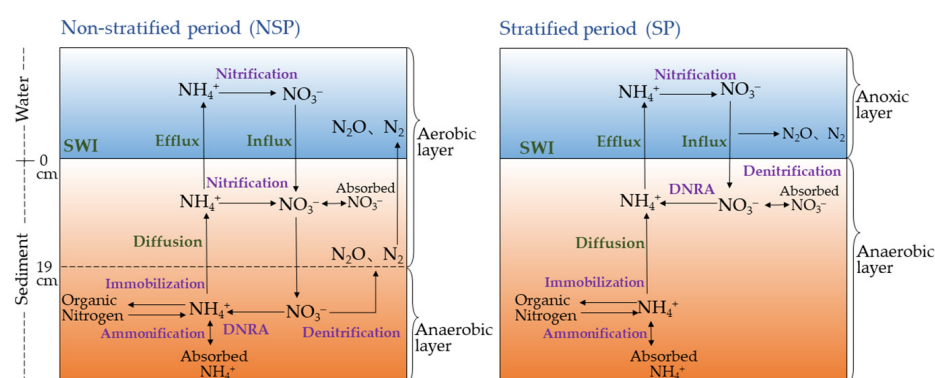 Non-stratified period (NSP)
Water
Sediment
0
cm
19
cm
Nitrification
NH₄⁺
NO₃⁻
N₂O、N₂
Efflux
Influx
SWI
Nitrification
NH₄⁺
NO₃⁻
Absorbed
NO₃⁻
Diffusion
N₂O、N₂
Immobilization
Organic
Nitrogen
NH₄⁺
NO₃⁻
Ammonification
DNRA
Denitrification
Absorbed
NH₄⁺
Aerobic
layer
Anaerobic
layer
Stratified period (SP)
Nitrification
NH₄⁺
NO₃⁻
N₂O、N₂
Efflux
Influx
SWI
Denitrification
DNRA
NH₄⁺
NO₃⁻
Absorbed
NO₃⁻
Diffusion
Immobilization
Organic
Nitrogen
NH₄⁺
Ammonification
Absorbed
NH₄⁺
Anoxic
layer
Anaerobic
layer